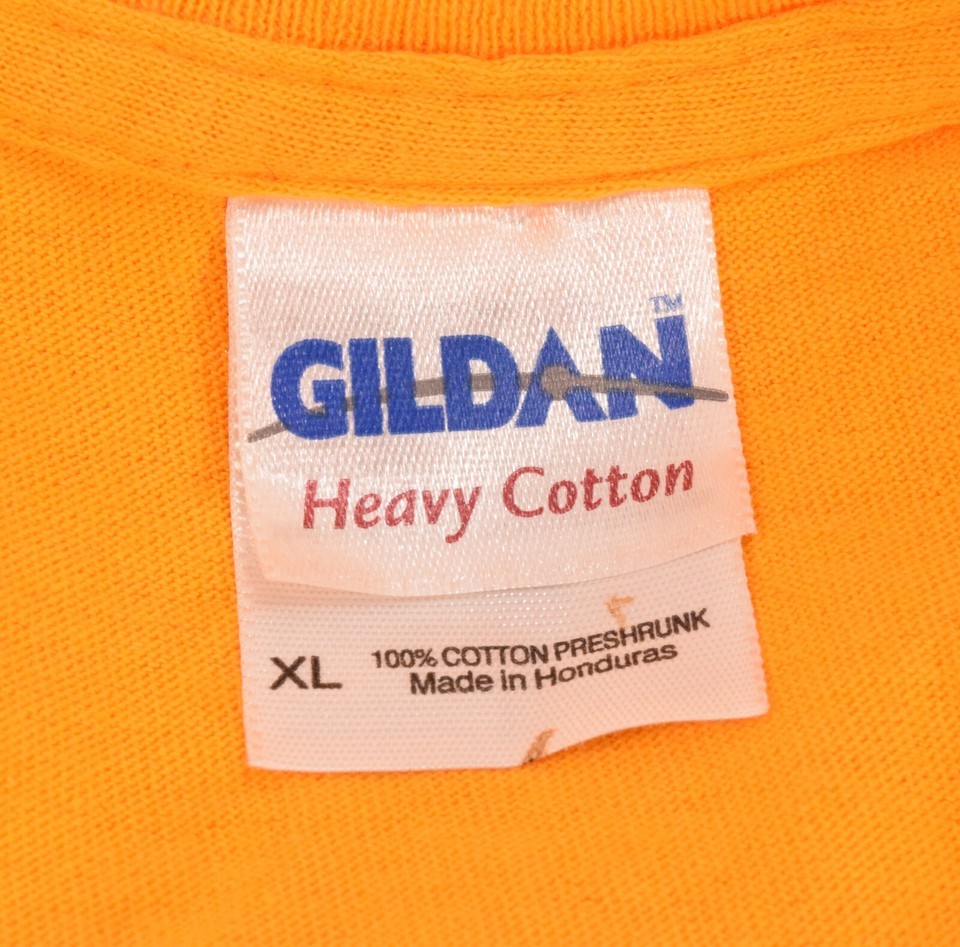 GILDAN™
Heavy Cotton
XL
100% COTTON PRESHRUNK
Made in Honduras